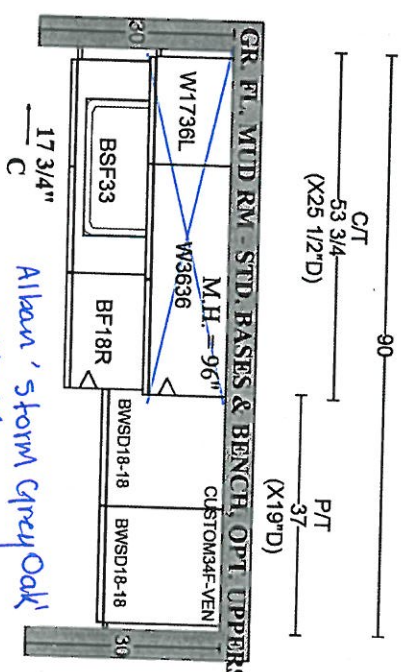 90
C/T
53 3/4
(X25 1/2"D)
P/T
37
(X19"D)
GR. FL. MUD RM - STD. BASES & BENCH, OPT. UPPERS
30
W1736L
W3636
M.H. = 96"
CUSTOM34F-VEN
BSF33
BF18R
BWSD18-18
BWSD18-18
30
17 3/4"
C
Alban 'Storm Grey Oak'